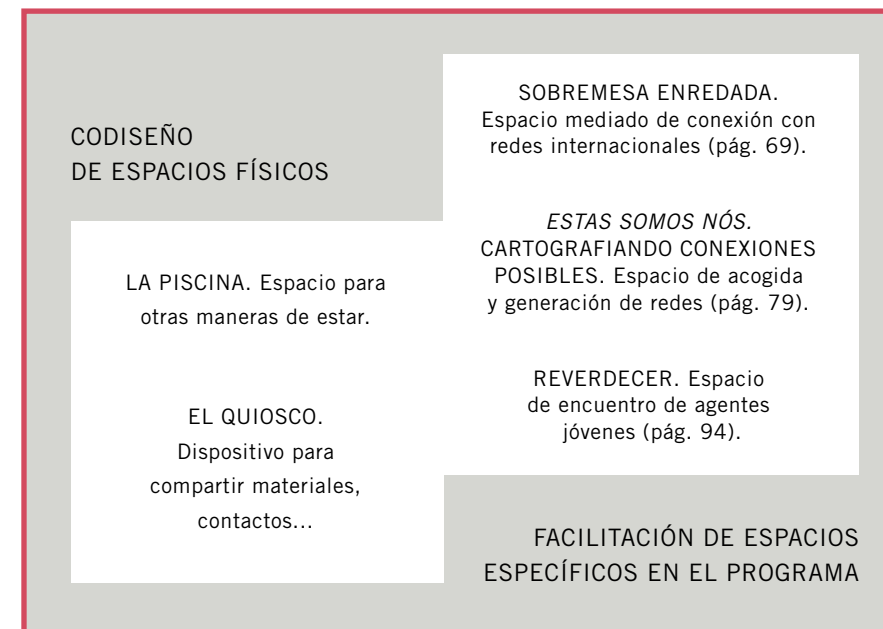 CODISEÑO
DE ESPACIOS FÍSICOS
LA PISCINA. Espacio para
otras maneras de estar.
EL QUIOSCO.
Dispositivo para
compartir materiales,
contactos...
SOBREMESA ENREDADA.
Espacio mediado de conexión con
redes internacionales (pág. 69).
ESTAS SOMOS NÓS.
CARTOGRAFIANDO CONEXIONES
POSIBLES. Espacio de acogida
y generación de redes (pág. 79).
REVERDECER. Espacio
de encuentro de agentes
jóvenes (pág. 94).
FACILITACIÓN DE ESPACIOS
ESPECÍFICOS EN EL PROGRAMA